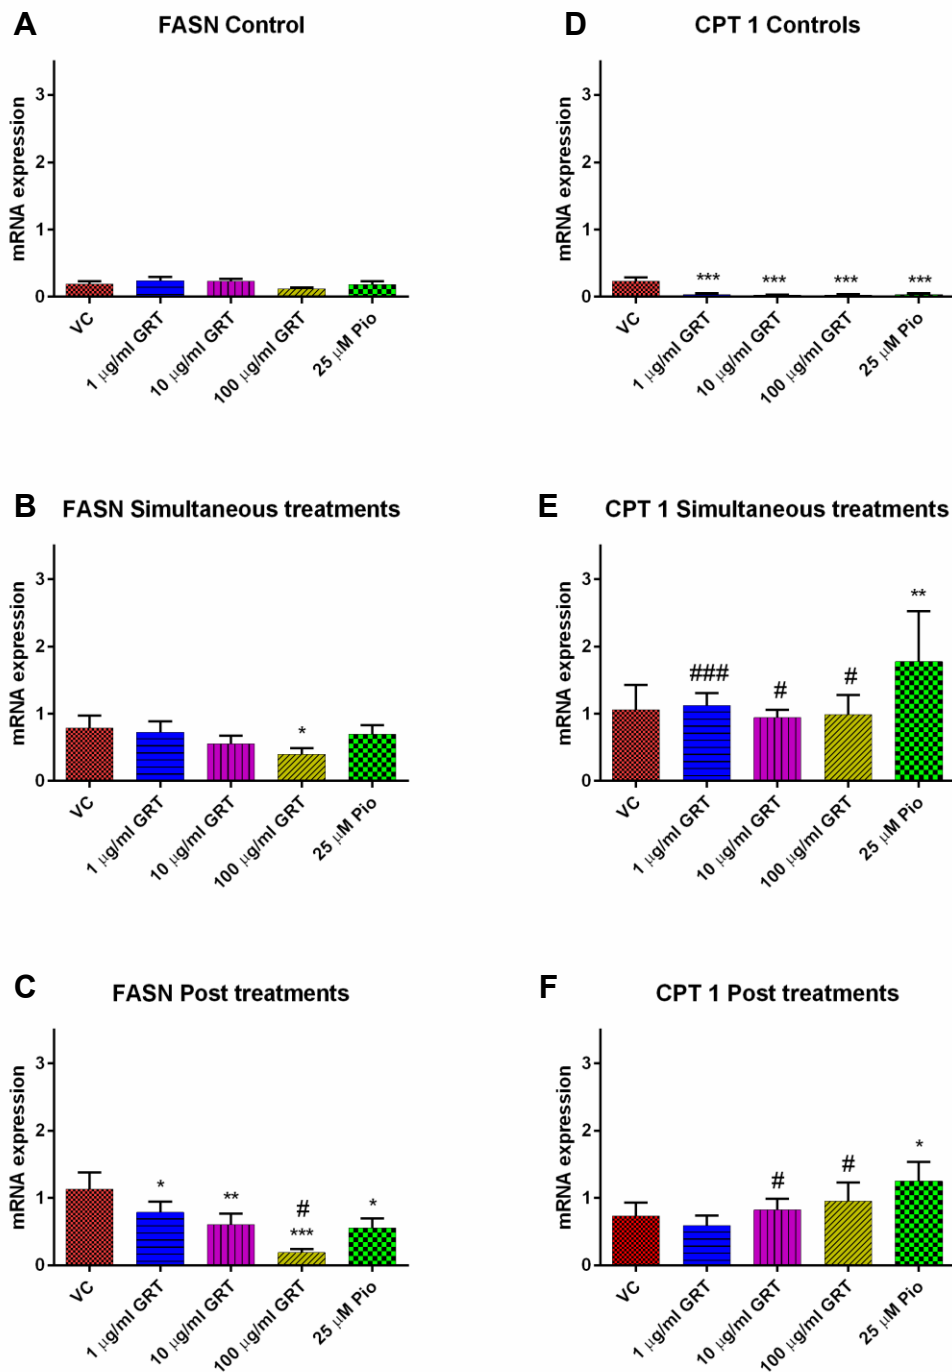 A
FASN Control
mRNA expression
3
2
1
0
VC
1 μg/ml GRT
10 μg/ml GRT
100 μg/ml GRT
25 μM Pio
D
CPT 1 Controls
mRNA expression
3
2
1
0
***
***
***
***
VC
1 μg/ml GRT
10 μg/ml GRT
100 μg/ml GRT
25 μM Pio
B
FASN Simultaneous treatments
mRNA expression
3
2
1
0
*
VC
1 μg/ml GRT
10 μg/ml GRT
100 μg/ml GRT
25 μM Pio
E
CPT 1 Simultaneous treatments
mRNA expression
3
2
1
0
###
#
#
**
VC
1 μg/ml GRT
10 μg/ml GRT
100 μg/ml GRT
25 μM Pio
C
FASN Post treatments
mRNA expression
3
2
1
0
*
**
#
***
*
VC
1 μg/ml GRT
10 μg/ml GRT
100 μg/ml GRT
25 μM Pio
F
CPT 1 Post treatments
mRNA expression
3
2
1
0
#
#
*
VC
1 μg/ml GRT
10 μg/ml GRT
100 μg/ml GRT
25 μM Pio